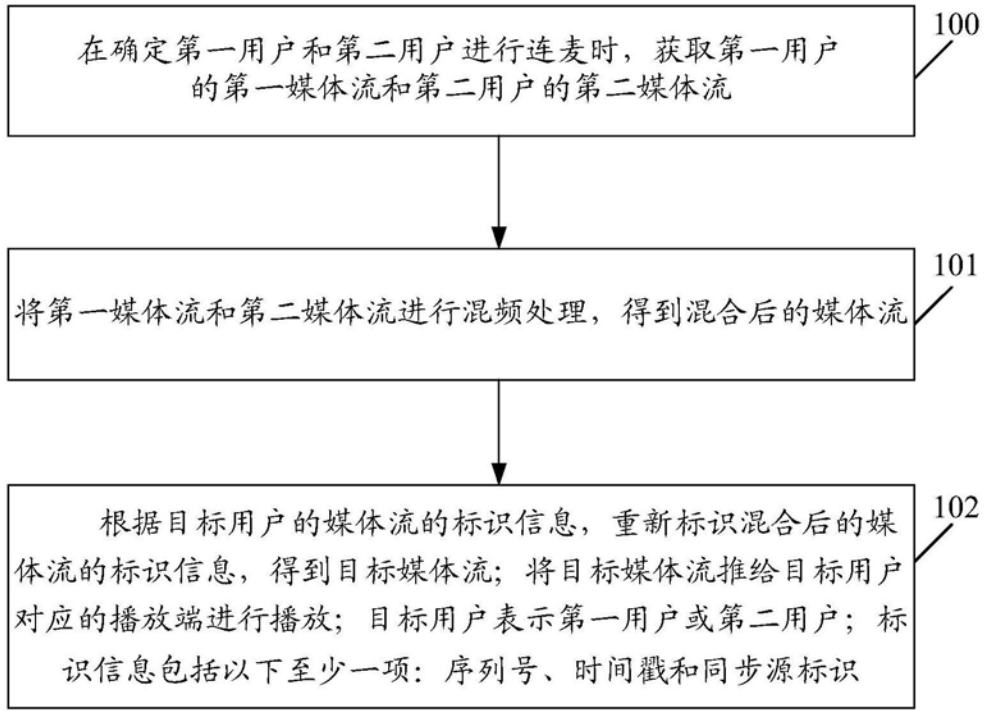 100
在确定第一用户和第二用户进行连麦时，获取第一用户
的第一媒体流和第二用户的第二媒体流
101
将第一媒体流和第二媒体流进行混频处理，得到混合后的媒体流
102
根据目标用户的媒体流的标识信息，重新标识混合后的媒
体流的标识信息，得到目标媒体流；将目标媒体流推给目标用户
对应的播放端进行播放；目标用户表示第一用户或第二用户；标
识信息包括以下至少一项：序列号、时间戳和同步源标识